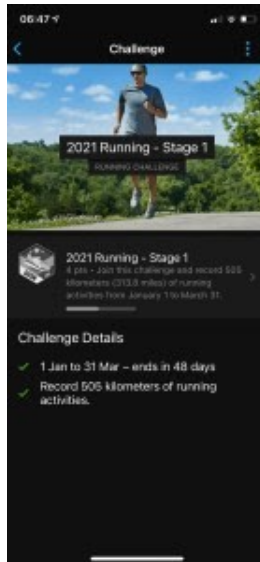 06:47
Challenge
2021 Running - Stage 1
RUNNING CHALLENGE
2021 Running - Stage 1
4 pts - Join this challenge and record 505
kilometers (313.8 miles) of running
activities from January 1 to March 31.
Challenge Details
1 Jan to 31 Mar – ends in 48 days
Record 505 kilometers of running
activities.